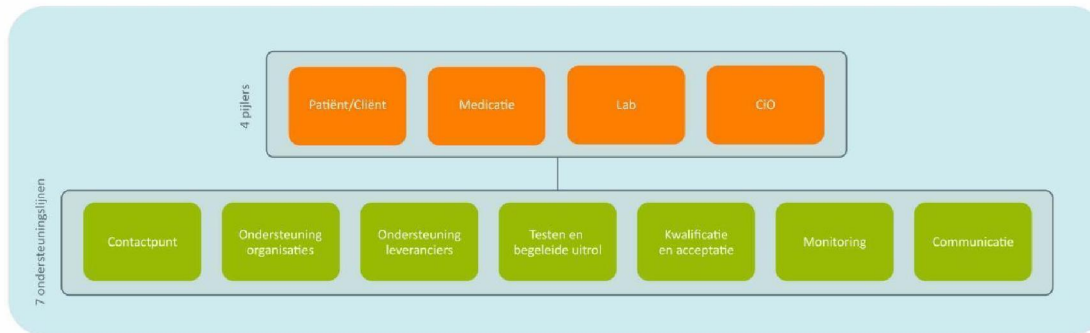 4 pijlers
Patiënt/Cliënt
Medicatie
Lab
CiO
7 ondersteuningslijnen
Contactpunt
Ondersteuning
organisaties
Ondersteuning
leveranciers
Testen en
begeleide uitrol
Kwalificatie
en acceptatie
Monitoring
Communicatie